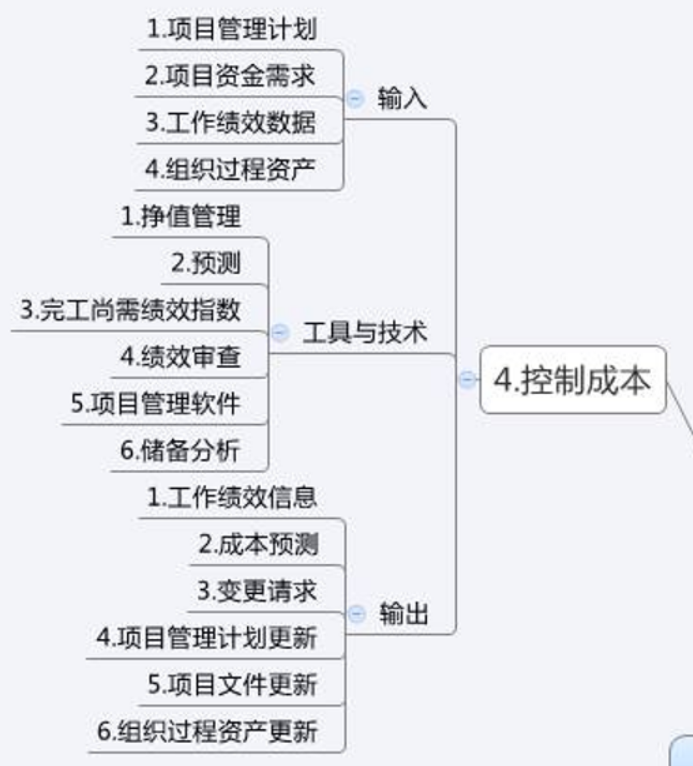 1.项目管理计划
2.项目资金需求
3.工作绩效数据
4.组织过程资产
输入
1.挣值管理
2.预测
3.完工尚需绩效指数
4.绩效审查
5.项目管理软件
6.储备分析
工具与技术
4.控制成本
1.工作绩效信息
2.成本预测
3.变更请求
4.项目管理计划更新
5.项目文件更新
6.组织过程资产更新
输出